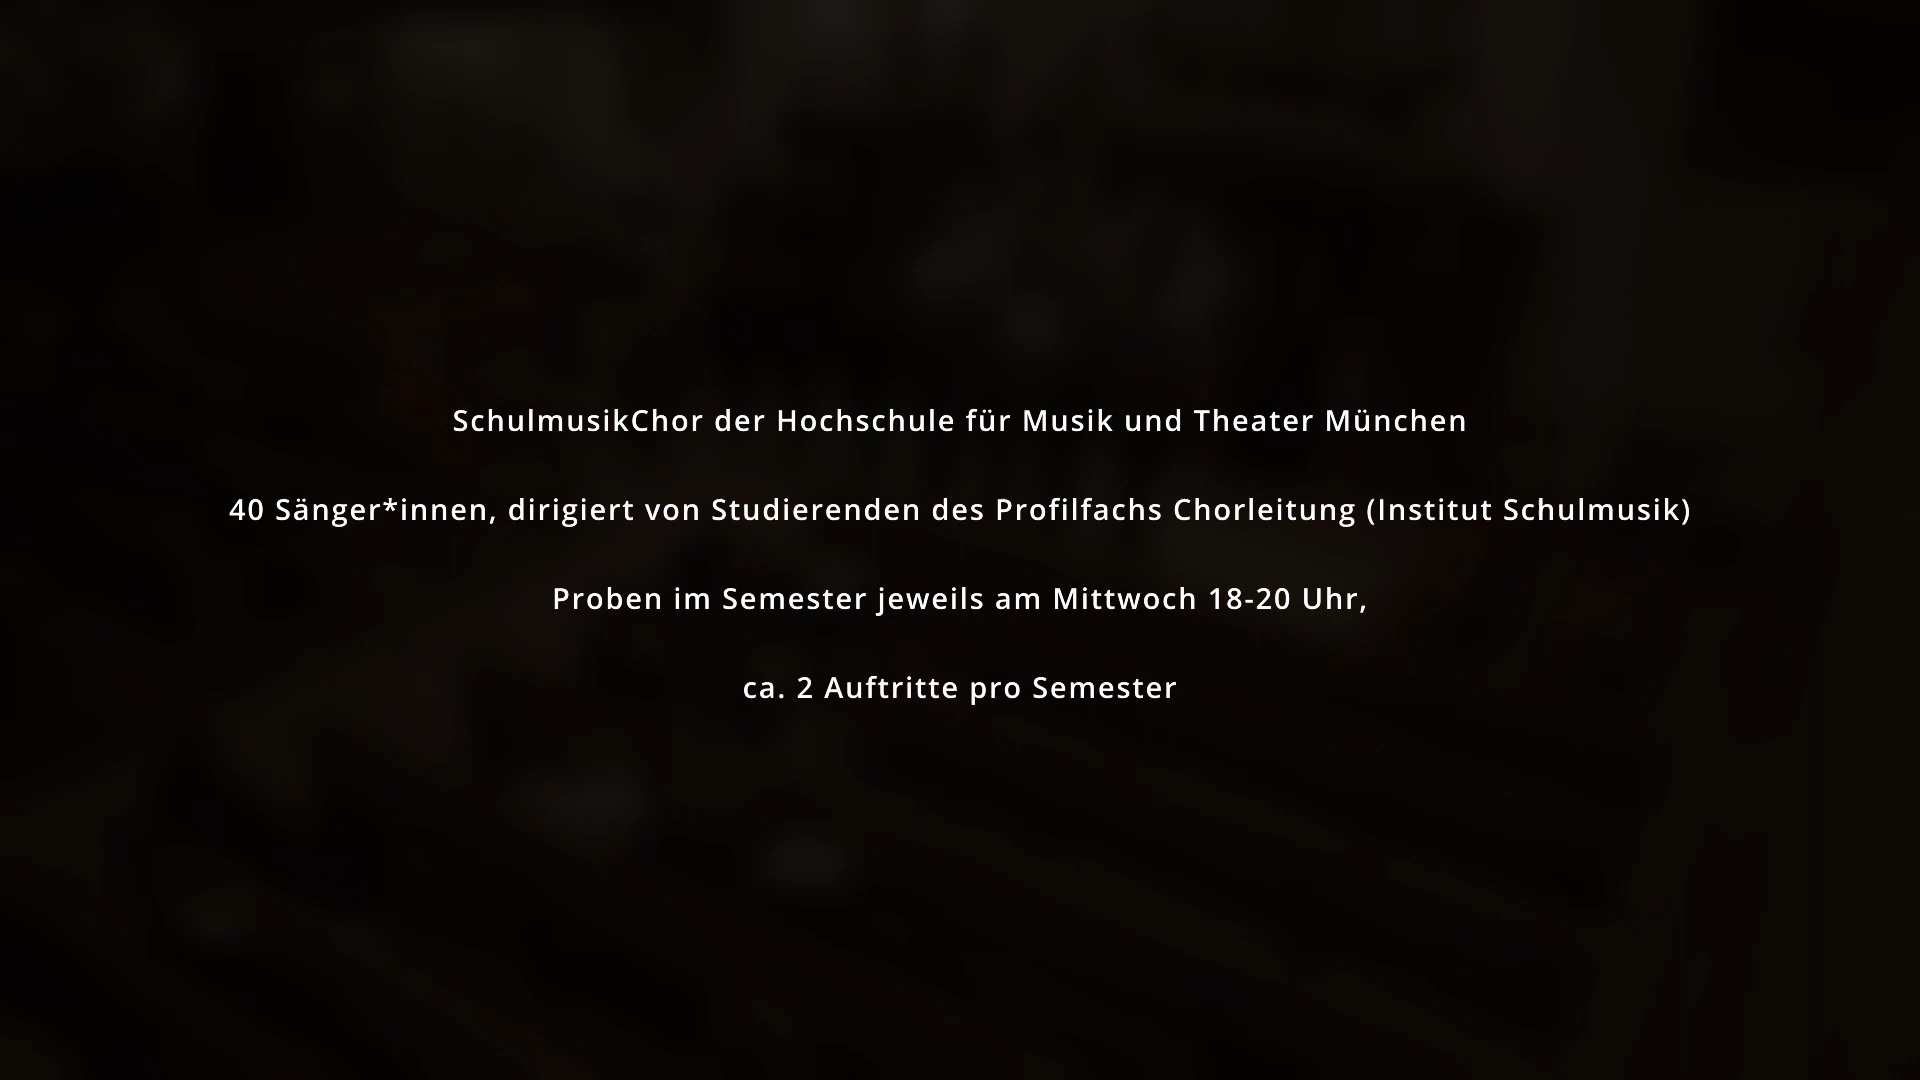 SchulmusikChor der Hochschule für Musik und Theater München
40 Sänger*innen, dirigiert von Studierenden des Profilfachs Chorleitung (Institut Schulmusik)
Proben im Semester jeweils am Mittwoch 18-20 Uhr,
ca. 2 Auftritte pro Semester